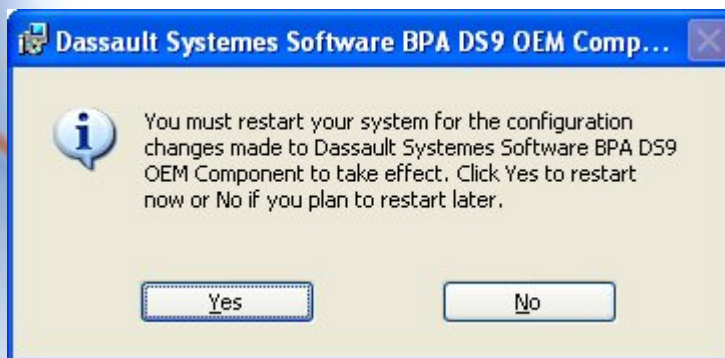 Dassault Systemes Software BPA DS9 OEM Comp...
You must restart your system for the configuration
changes made to Dassault Systemes Software BPA DS9
OEM Component to take effect. Click Yes to restart
now or No if you plan to restart later.
Yes
No